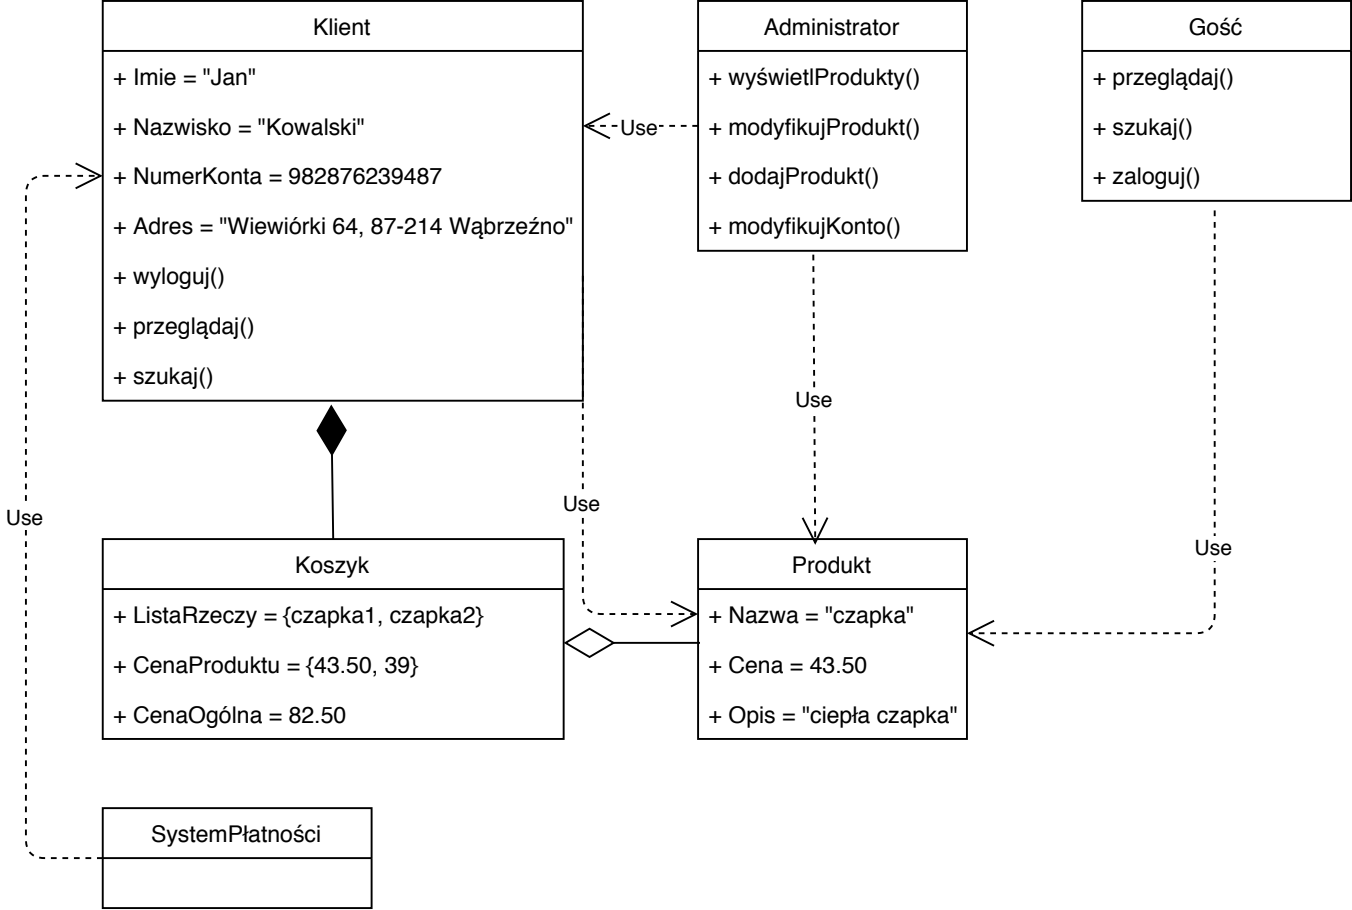 Klient
+ Imie = "Jan"
+ Nazwisko = "Kowalski"
+ NumerKonta = 982876239487
+ Adres = "Wiewiórki 64, 87-214 Wąbrzeźno"
+ wyloguj()
+ przeglądaj()
+ szukaj()
Administrator
+ wyświetlProdukty()
+ modyfikujProdukt()
+ dodajProdukt()
+ modyfikujKonto()
Gość
+ przeglądaj()
+ szukaj()
+ zaloguj()
Use
Use
Use
Use
Use
Koszyk
+ ListaRzeczy = {czapka1, czapka2}
+ CenaProduktu = {43.50, 39}
+ CenaOgólna = 82.50
Produkt
+ Nazwa = "czapka"
+ Cena = 43.50
+ Opis = "ciepła czapka"
SystemPłatności